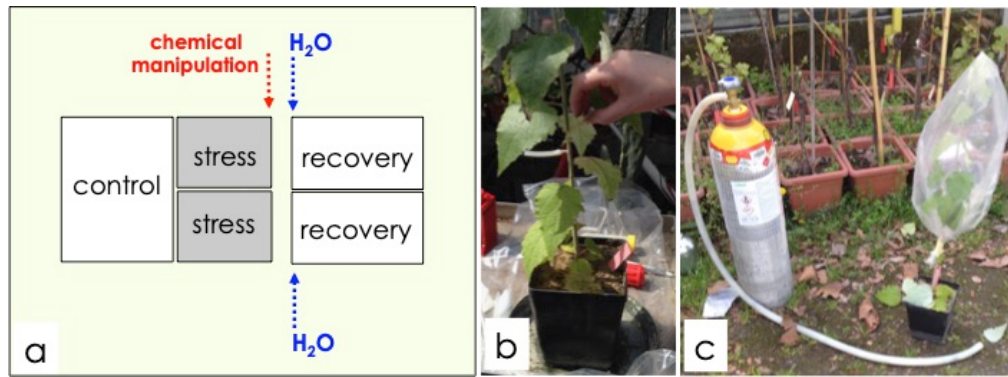 chemical
manipulation
H₂O
control
stress
recovery
stress
recovery
H₂O
a
b
c